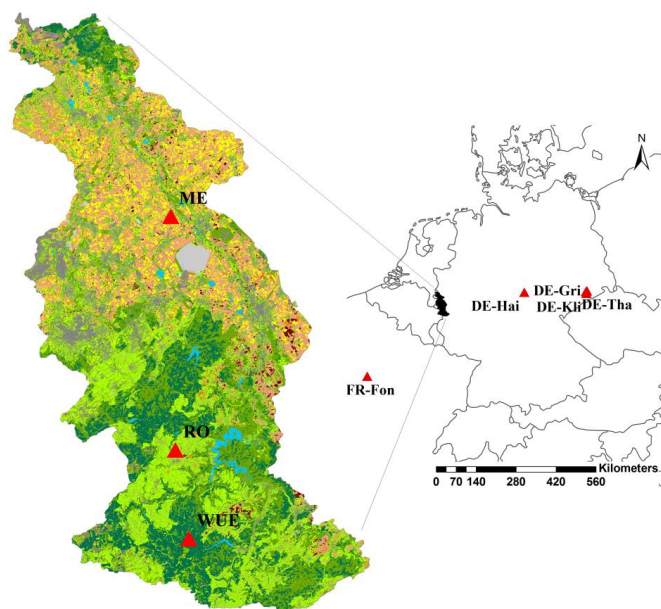 ME
RO
WUE
N
DE-Hai
DE-Gri
DE-Kli
DE-Tha
FR-Fon
Kilometers
0 70 140 280 420 560